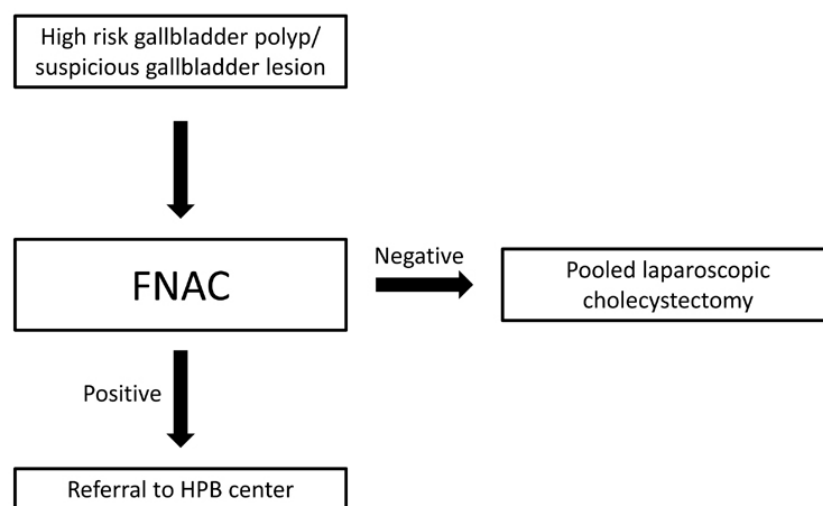 High risk gallbladder polyp/
suspicious gallbladder lesion
FNAC
Negative
Pooled laparoscopic
cholecystectomy
Positive
Referral to HPB center